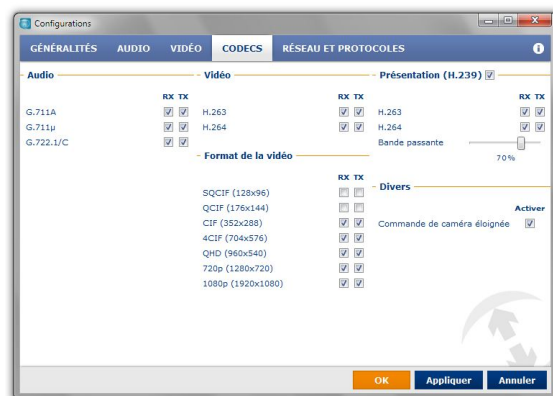 Configurations
GÉNÉRALITÉS AUDIO VIDÉO CODECS RÉSEAU ET PROTOCOLES
Audio
RX TX
G.711A
G.711µ
G.722.1/C
Vidéo
RX TX
H.263
H.264
Format de la vidéo
RX TX
SQCIF (128x96)
QCIF (176x144)
CIF (352x288)
4CIF (704x576)
QHD (960x540)
720p (1280x720)
1080p (1920x1080)
Présentation (H.239)
RX TX
H.263
H.264
Bande passante
70%
Divers
Activer
Commande de caméra éloignée
OK Appliquer Annuler